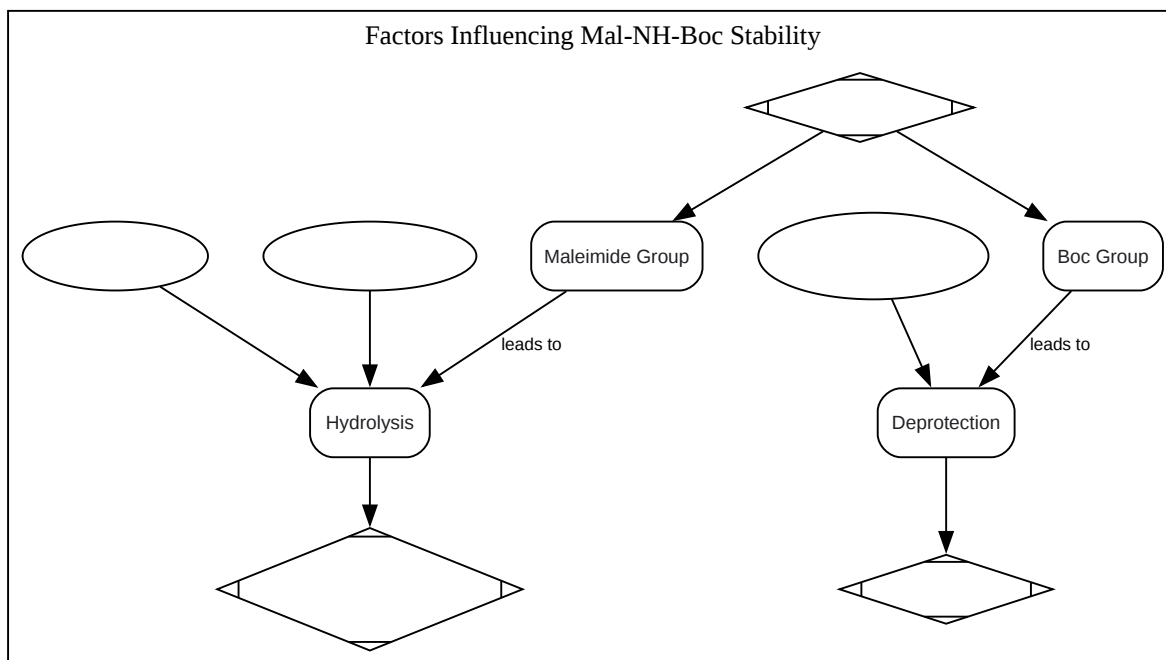 Factors Influencing Mal-NH-Boc Stability
Maleimide Group
Boc Group
leads to
leads to
Hydrolysis
Deprotection